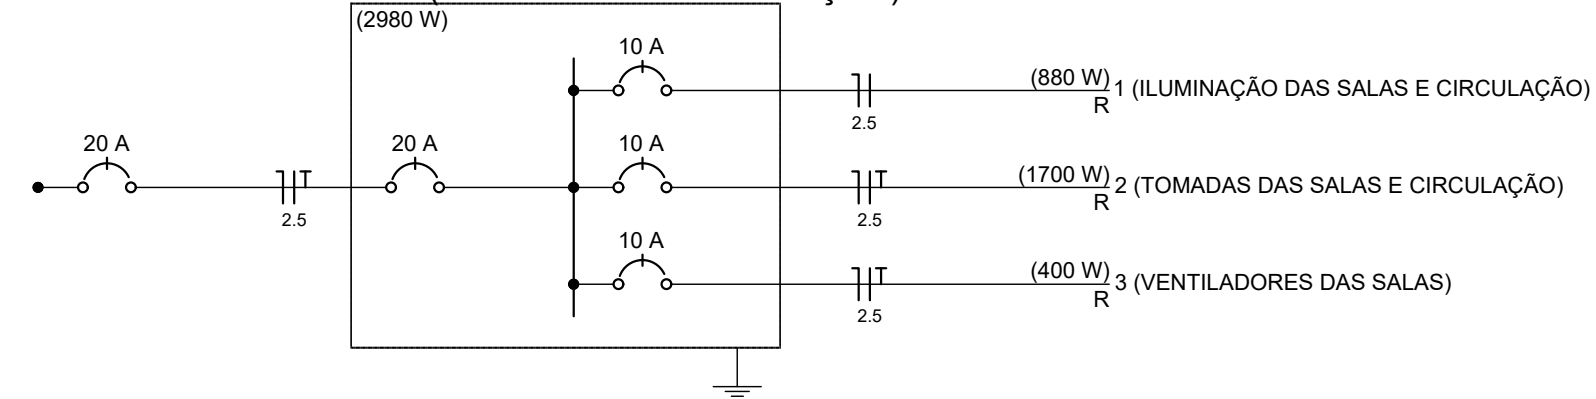 (2980 W)
10 A
(880 W)
1 (ILUMINAÇÃO DAS SALAS E CIRCULAÇÃO)
R
2.5
20 A
20 A
10 A
(1700 W)
2 (TOMADAS DAS SALAS E CIRCULAÇÃO)
R
2.5
2.5
10 A
(400 W)
3 (VENTILADORES DAS SALAS)
R
2.5